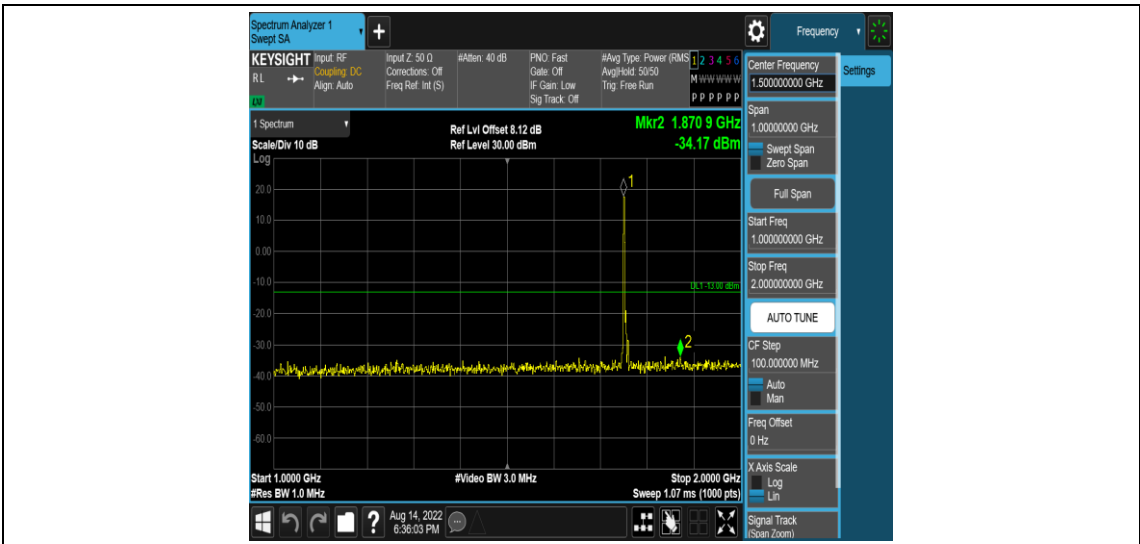 Spectrum Analyzer 1
Swept SA
+
Frequency
KEYSIGHT
RL
LXI
Input: RF
Coupling: DC
Align: Auto
Input Z: 50 Ω
Corrections: Off
Freq Ref: Int (S)
#Atten: 40 dB
PNO: Fast
Gate: Off
IF Gain: Low
Sig Track: Off
#Avg Type: Power (RMS
Avg|Hold: 50/50
Trig: Free Run
1 2 3 4 5 6
M W W W W W
P P P P P P
1 Spectrum
Scale/Div 10 dB
Log
Ref Lvl Offset 8.12 dB
Ref Level 30.00 dBm
Mkr2 1.870 9 GHz
-34.17 dBm
1
20.0
10.0
0.00
-10.0
DL1 -13.00 dBm
-20.0
-30.0
2
-40.0
-50.0
-60.0
Start 1.0000 GHz
#Res BW 1.0 MHz
#Video BW 3.0 MHz
Stop 2.0000 GHz
Sweep 1.07 ms (1000 pts)
?
Aug 14, 2022
6:36:03 PM
Center Frequency
1.500000000 GHz
Settings
Span
1.00000000 GHz
Swept Span
Zero Span
Full Span
Start Freq
1.000000000 GHz
Stop Freq
2.000000000 GHz
AUTO TUNE
CF Step
100.000000 MHz
Auto
Man
Freq Offset
0 Hz
X Axis Scale
Log
Lin
Signal Track
(Span Zoom)